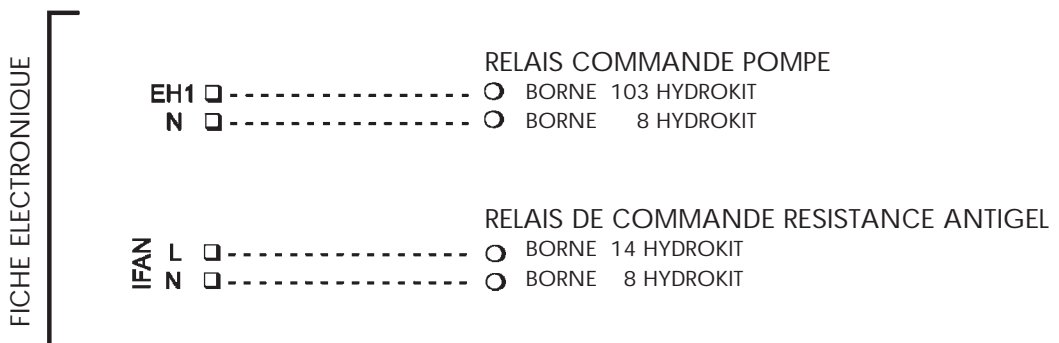 FICHE ELECTRONIQUE
RELAIS COMMANDE POMPE
EH1 BORNE 103 HYDROKIT
N BORNE 8 HYDROKIT
RELAIS DE COMMANDE RESISTANCE ANTIGEL
IFAN
L BORNE 14 HYDROKIT
N BORNE 8 HYDROKIT